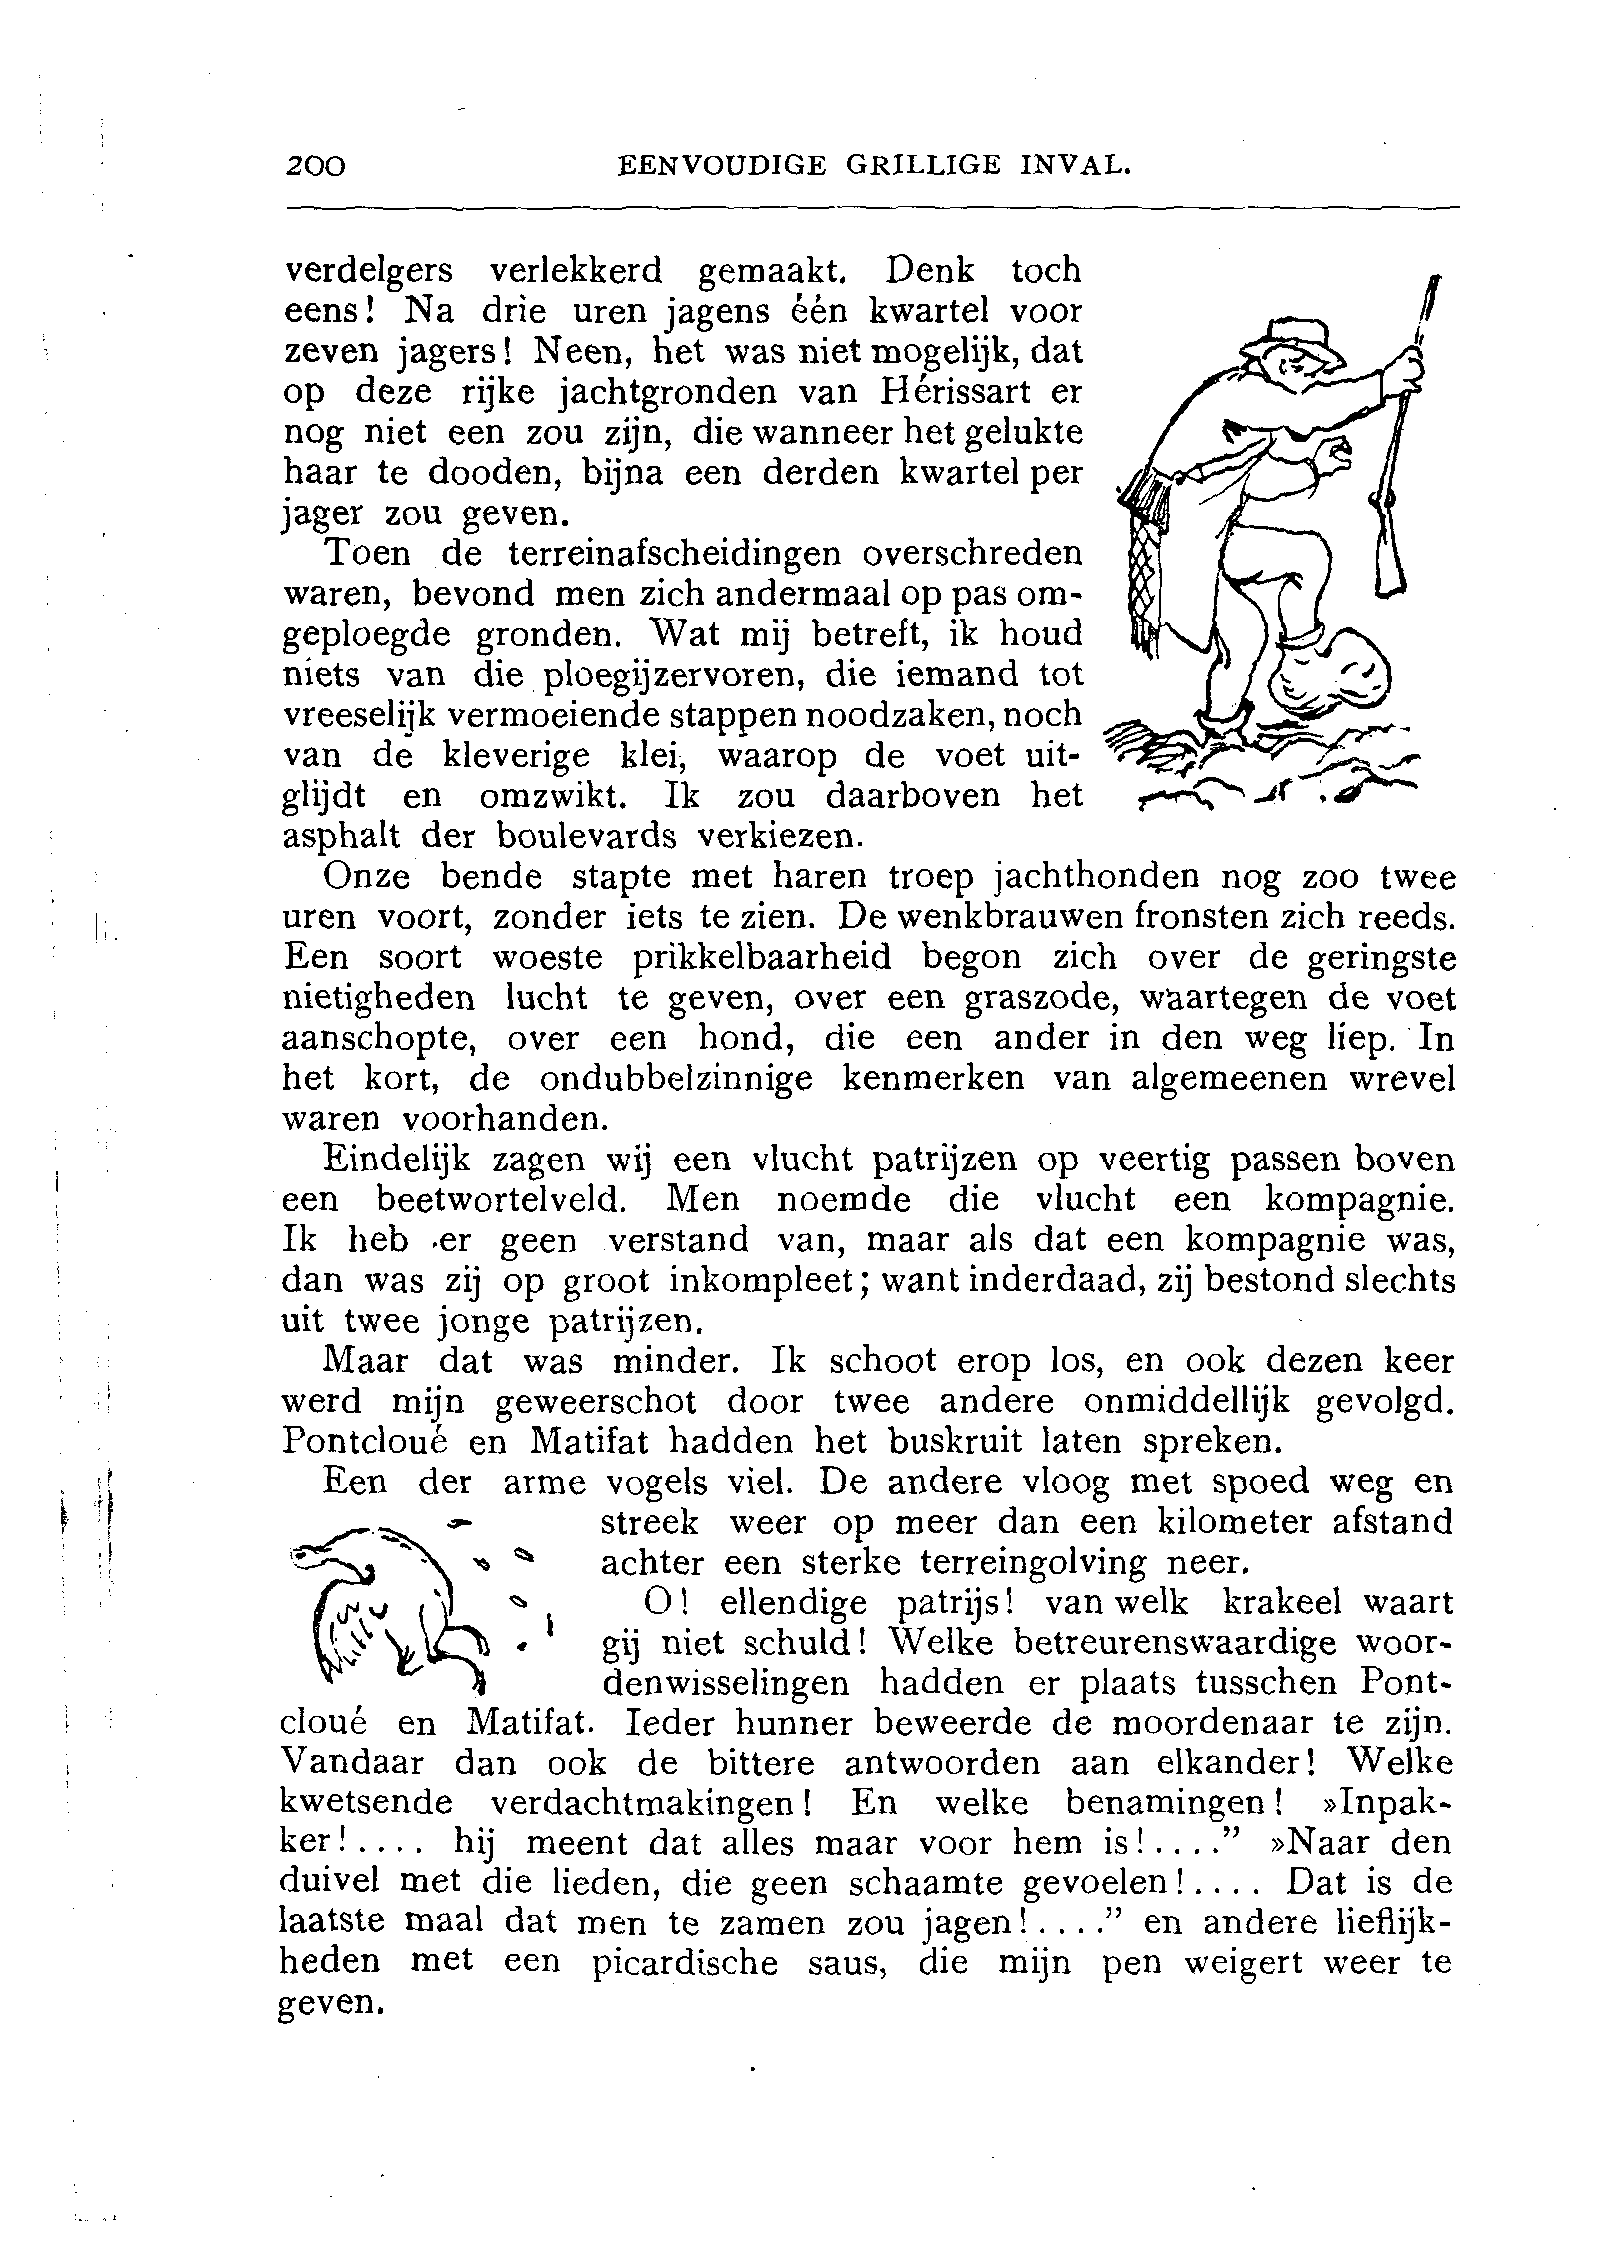 200 EENVOUDIGE GRILLIGE INVAL.
verdelgers verlekkerd gemaakt. Denk toch
eens! Na drie uren jagens één kwartel voor
zeven jagers! Neen, het was niet mogelijk, dat
op deze rijke jachtgronden van Hérissart er
nog niet een zou zijn, die wanneer het gelukte
haar te dooden, bijna een derden kwartel per
jager zou geven.
Toen de terreinafscheidingen overschreden
waren, bevond men zich andermaal op pas om-
geploegde gronden. Wat mij betreft, ik houd
niets van die ploegijzervoren, die iemand tot
vreeselijk vermoeiende stappen noodzaken, noch
van de kleverige klei, waarop de voet uit-
glijdt en omzwikt. Ik zou daarboven het
asphalt der boulevards verkiezen.
Onze bende stapte met haren troep jachthonden nog zoo twee
uren voort, zonder iets te zien. De wenkbrauwen fronsten zich reeds.
Een soort woeste prikkelbaarheid begon zich over de geringste
nietigheden lucht te geven, over een graszode, waartegen de voet
aanschopte, over een hond, die een ander in den weg liep. In
het kort, de ondubbelzinnige kenmerken van algemeenen wrevel
waren voorhanden.
Eindelijk zagen wij een vlucht patrijzen op veertig passen boven
een beetwortelveld. Men noemde die vlucht een kompagnie.
Ik heb er geen verstand van, maar als dat een kompagnie was,
dan was zij op groot inkompleet; want inderdaad, zij bestond slechts
uit twee jonge patrijzen.
Maar dat was minder. Ik schoot erop los, en ook dezen keer
werd mijn geweerschot door twee andere onmiddellijk gevolgd.
Pontcloué en Matifat hadden het buskruit laten spreken.
Een der arme vogels viel. De andere vloog met spoed weg en
streek weer op meer dan een kilometer afstand
achter een sterke terreingolving neer.
O! ellendige patrijs! van welk krakeel waart
gij niet schuld! Welke betreurenswaardige woor-
denwisselingen hadden er plaats tusschen Pont-
cloué en Matifat. Ieder hunner beweerde de moordenaar te zijn.
Vandaar dan ook de bittere antwoorden aan elkander! Welke
kwetsende verdachtmakingen! En welke benamingen! »Inpak-
ker!.... hij meent dat alles maar voor hem is!....” »Naar den
duivel met die lieden, die geen schaamte gevoelen!.... Dat is de
laatste maal dat men te zamen zou jagen!....” en andere lieflijk-
heden met een picardische saus, die mijn pen weigert weer te
geven.